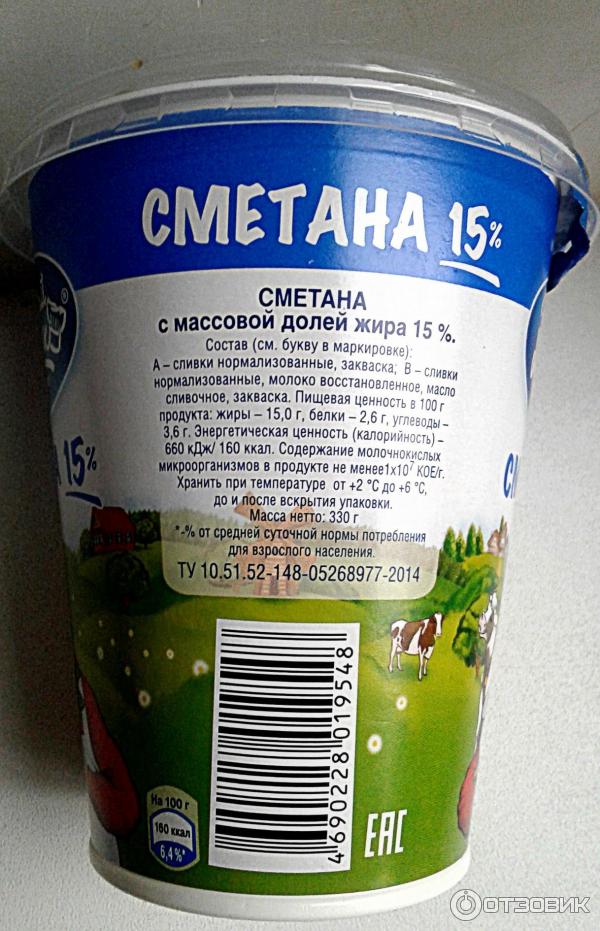 СМЕТАНА 15%
СМЕТАНА
с массовой долей жира 15 %.
Состав (см. букву в маркировке):
А – сливки нормализованные, закваска; В – сливки
нормализованные, молоко восстановленное, масло
сливочное, закваска. Пищевая ценность в 100 г
продукта: жиры – 15,0 г, белки – 2,6 г, углеводы –
3,6 г. Энергетическая ценность (калорийность) –
660 кДж/ 160 ккал. Содержание молочнокислых
микроорганизмов в продукте не менее1х10⁷ КОЕ/г.
Хранить при температуре от +2 °С до +6 °С,
до и после вскрытия упаковки.
Масса нетто: 330 г
*-% от средней суточной нормы потребления
для взрослого населения.
ТУ 10.51.52-148-05268977-2014
15%
4 690228 019548
На 100 г
160 ккал
6,4%*
ЕАС
ОТЗОВИК